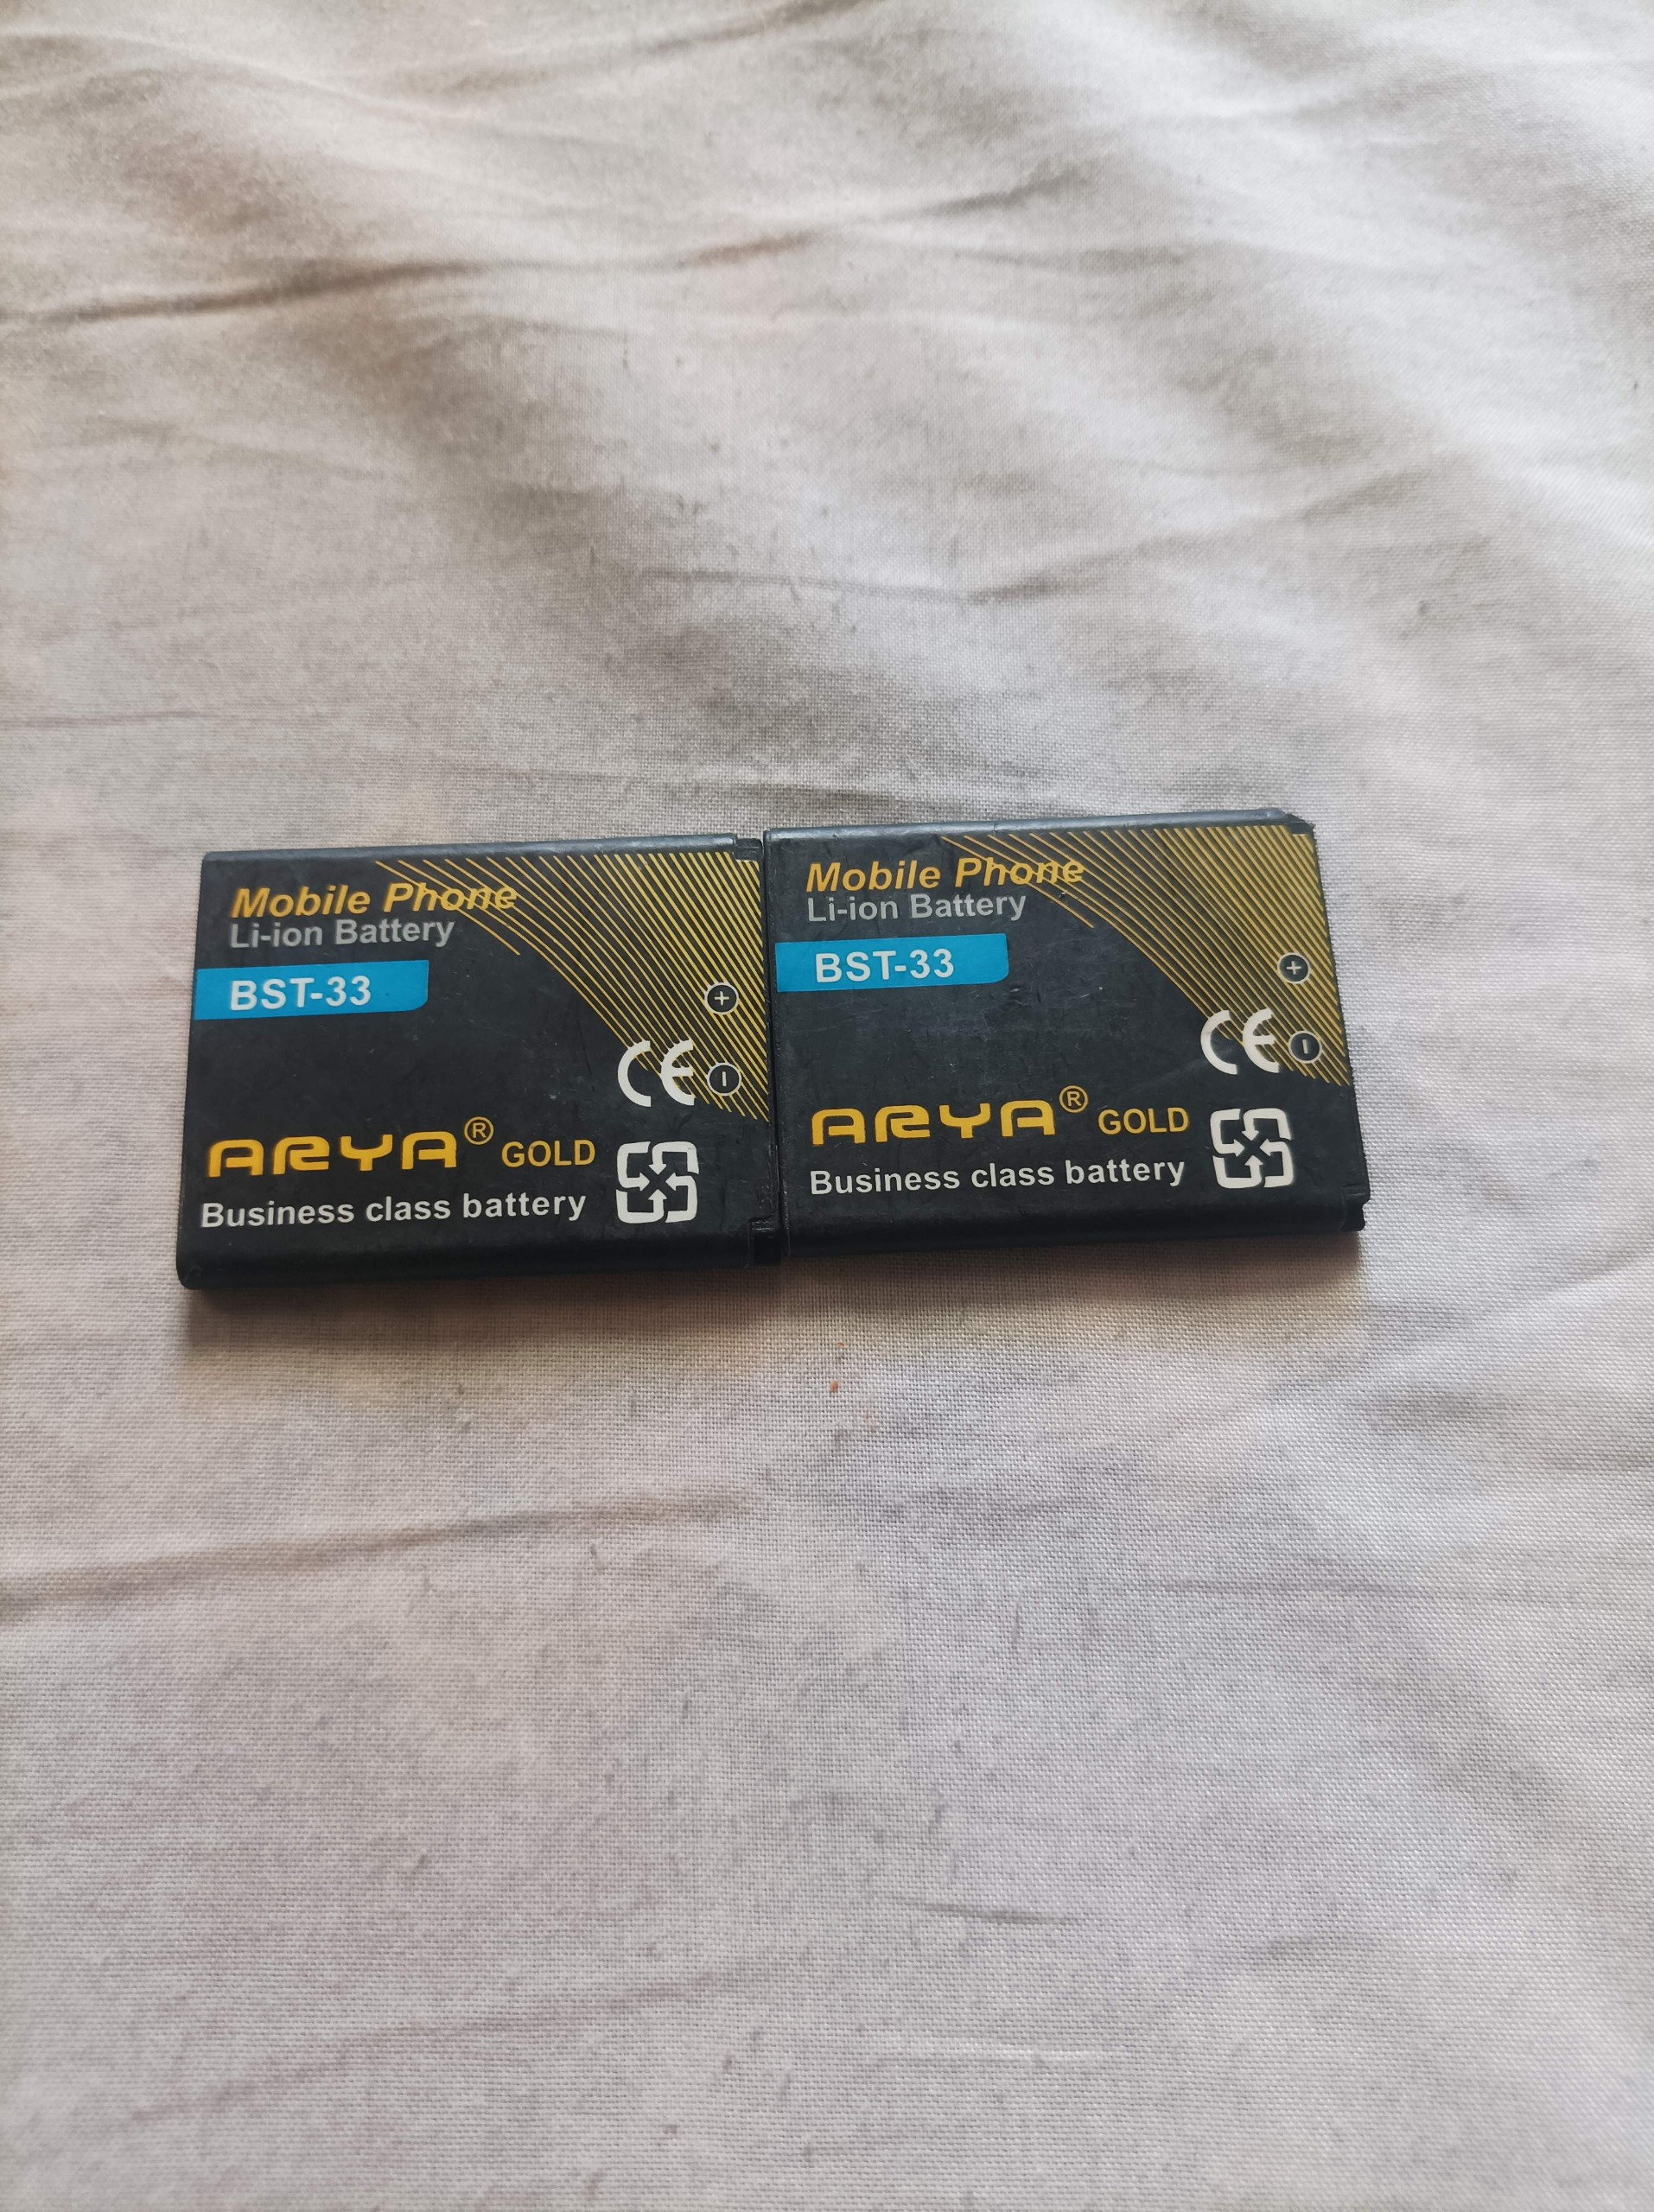 Mobile Phone
Li-ion Battery
BST-33
+
CE
-
ARYA® GOLD
Business class battery
Mobile Phone
Li-ion Battery
BST-33
+
CE
-
ARYA® GOLD
Business class battery